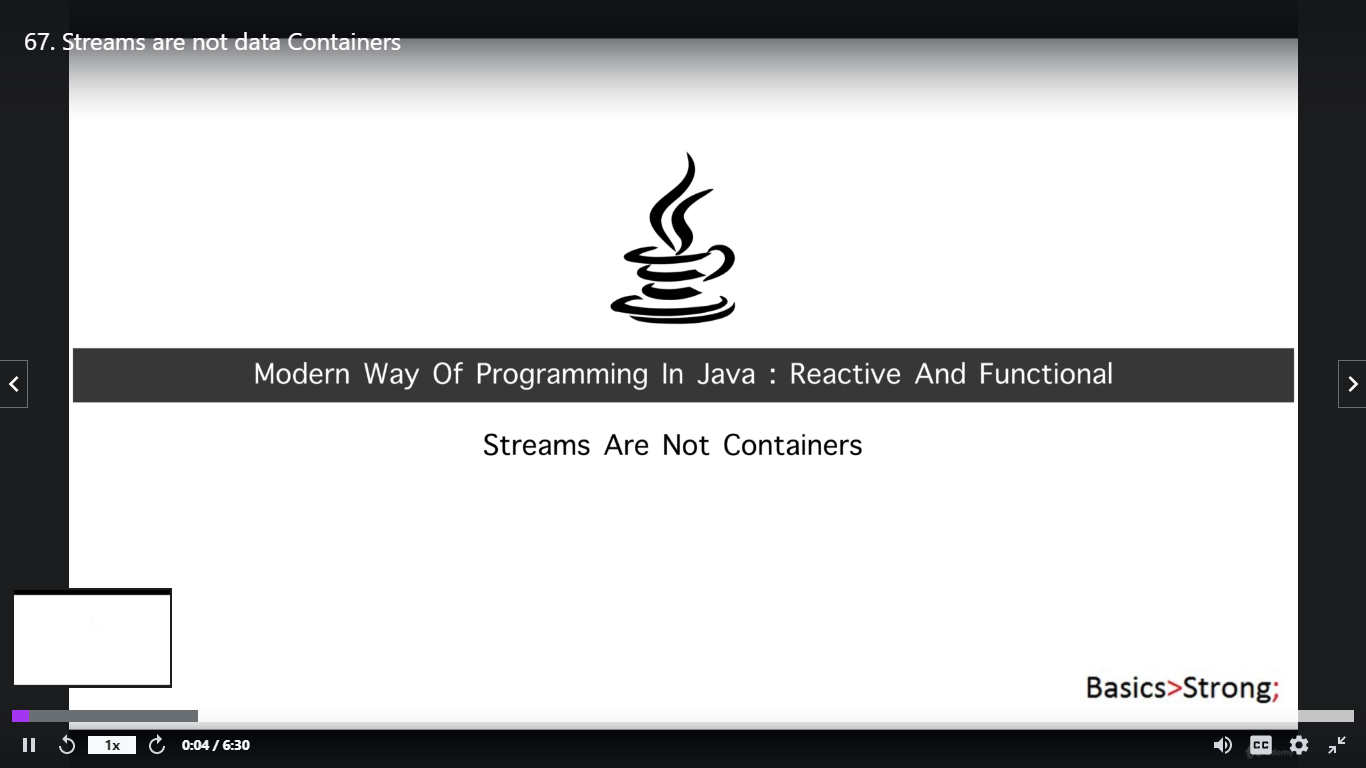 67. Streams are not data Containers
Modern Way Of Programming In Java : Reactive And Functional
Streams Are Not Containers
Basics>Strong;
1x
0:04 / 6:30
CC